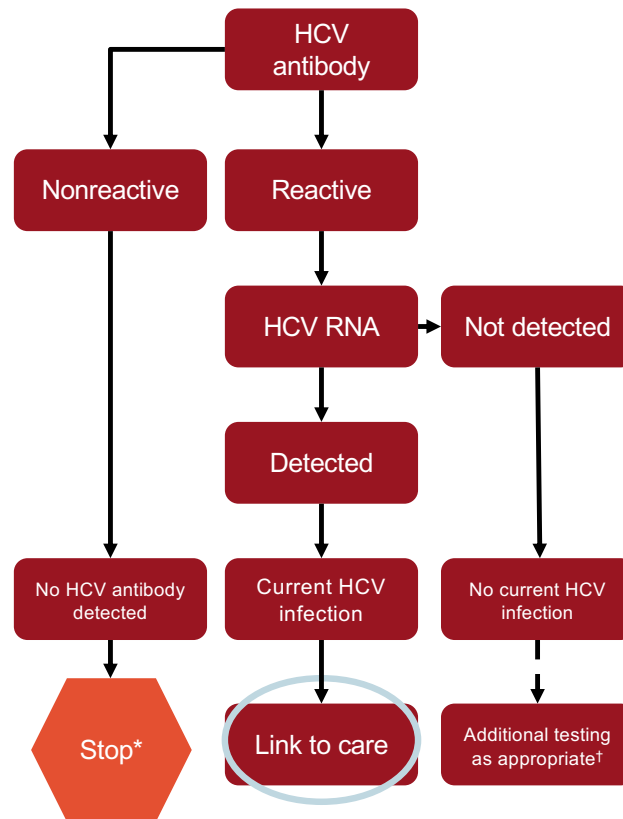 HCV
antibody
Nonreactive
Reactive
HCV RNA
Not detected
Detected
No HCV antibody
detected
Current HCV
infection
No current HCV
infection
Stop*
Link to care
Additional testing
as appropriate†